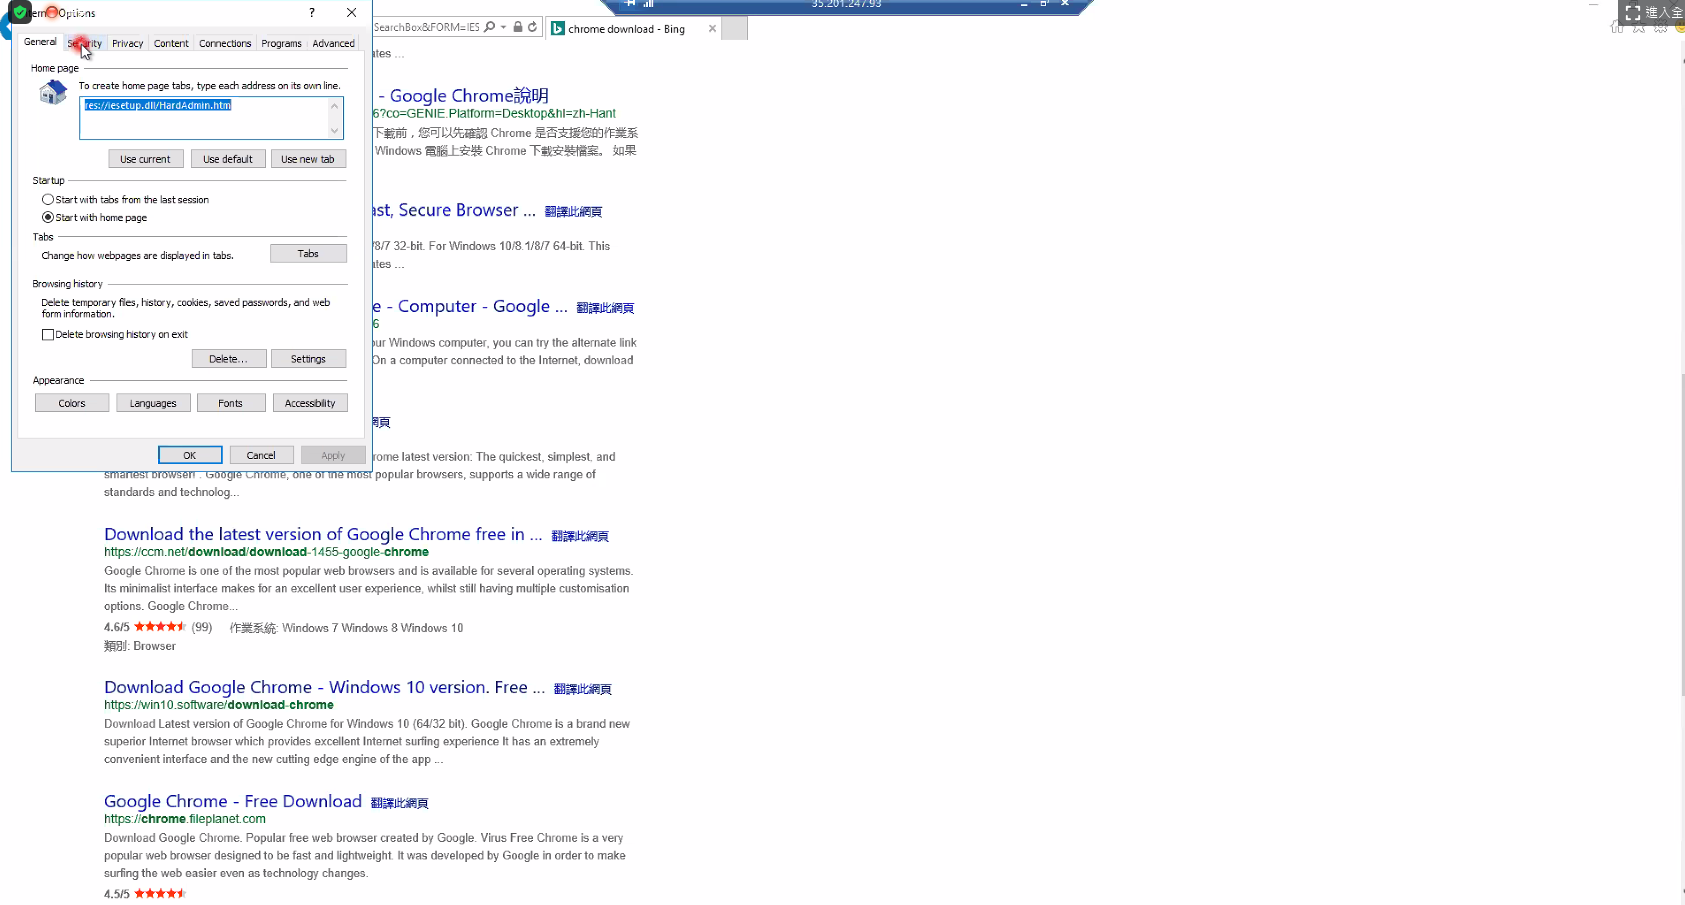 Options
?
General
Privacy
Content
Connections
Programs
Advanced
Home page
To create home page tabs, type each address on its own line.
res://iesetup.dll/HardAdmin.htm
Use current
Use default
Use new tab
Startup
Start with tabs from the last session
Start with home page
Tabs
Change how webpages are displayed in tabs.
Tabs
Browsing history
Delete temporary files, history, cookies, saved passwords, and web
form information.
Delete browsing history on exit
Delete...
Settings
Appearance
Colors
Languages
Fonts
Accessibility
OK
Cancel
Apply
35.201.247.93
進入全
SearchBox&FORM=IES
chrome download - Bing
ates ...
- Google Chrome說明
6?co=GENIE.Platform=Desktop&hl=zh-Hant
下載前，您可以先確認 Chrome 是否支援您的作業系
Windows 電腦上安裝 Chrome 下載安裝檔案。 如果
ast, Secure Browser ... 翻譯此網頁
/8/7 32-bit. For Windows 10/8.1/8/7 64-bit. This
ates ...
e - Computer - Google ... 翻譯此網頁
6
our Windows computer, you can try the alternate link
On a computer connected to the Internet, download
網頁
rome latest version: The quickest, simplest, and
smartest browser! . Google Chrome, one of the most popular browsers, supports a wide range of
standards and technolog...
Download the latest version of Google Chrome free in ... 翻譯此網頁
https://ccm.net/download/download-1455-google-chrome
Google Chrome is one of the most popular web browsers and is available for several operating systems.
Its minimalist interface makes for an excellent user experience, whilst still having multiple customisation
options. Google Chrome...
4.6/5 (99) 作業系統: Windows 7 Windows 8 Windows 10
類別: Browser
Download Google Chrome - Windows 10 version. Free ... 翻譯此網頁
https://win10.software/download-chrome
Download Latest version of Google Chrome for Windows 10 (64/32 bit). Google Chrome is a brand new
superior Internet browser which provides excellent Internet surfing experience It has an extremely
convenient interface and the new cutting edge engine of the app ...
Google Chrome - Free Download 翻譯此網頁
https://chrome.fileplanet.com
Download Google Chrome. Popular free web browser created by Google. Virus Free Chrome is a very
popular web browser designed to be fast and lightweight. It was developed by Google in order to make
surfing the web easier even as technology changes.
4.5/5